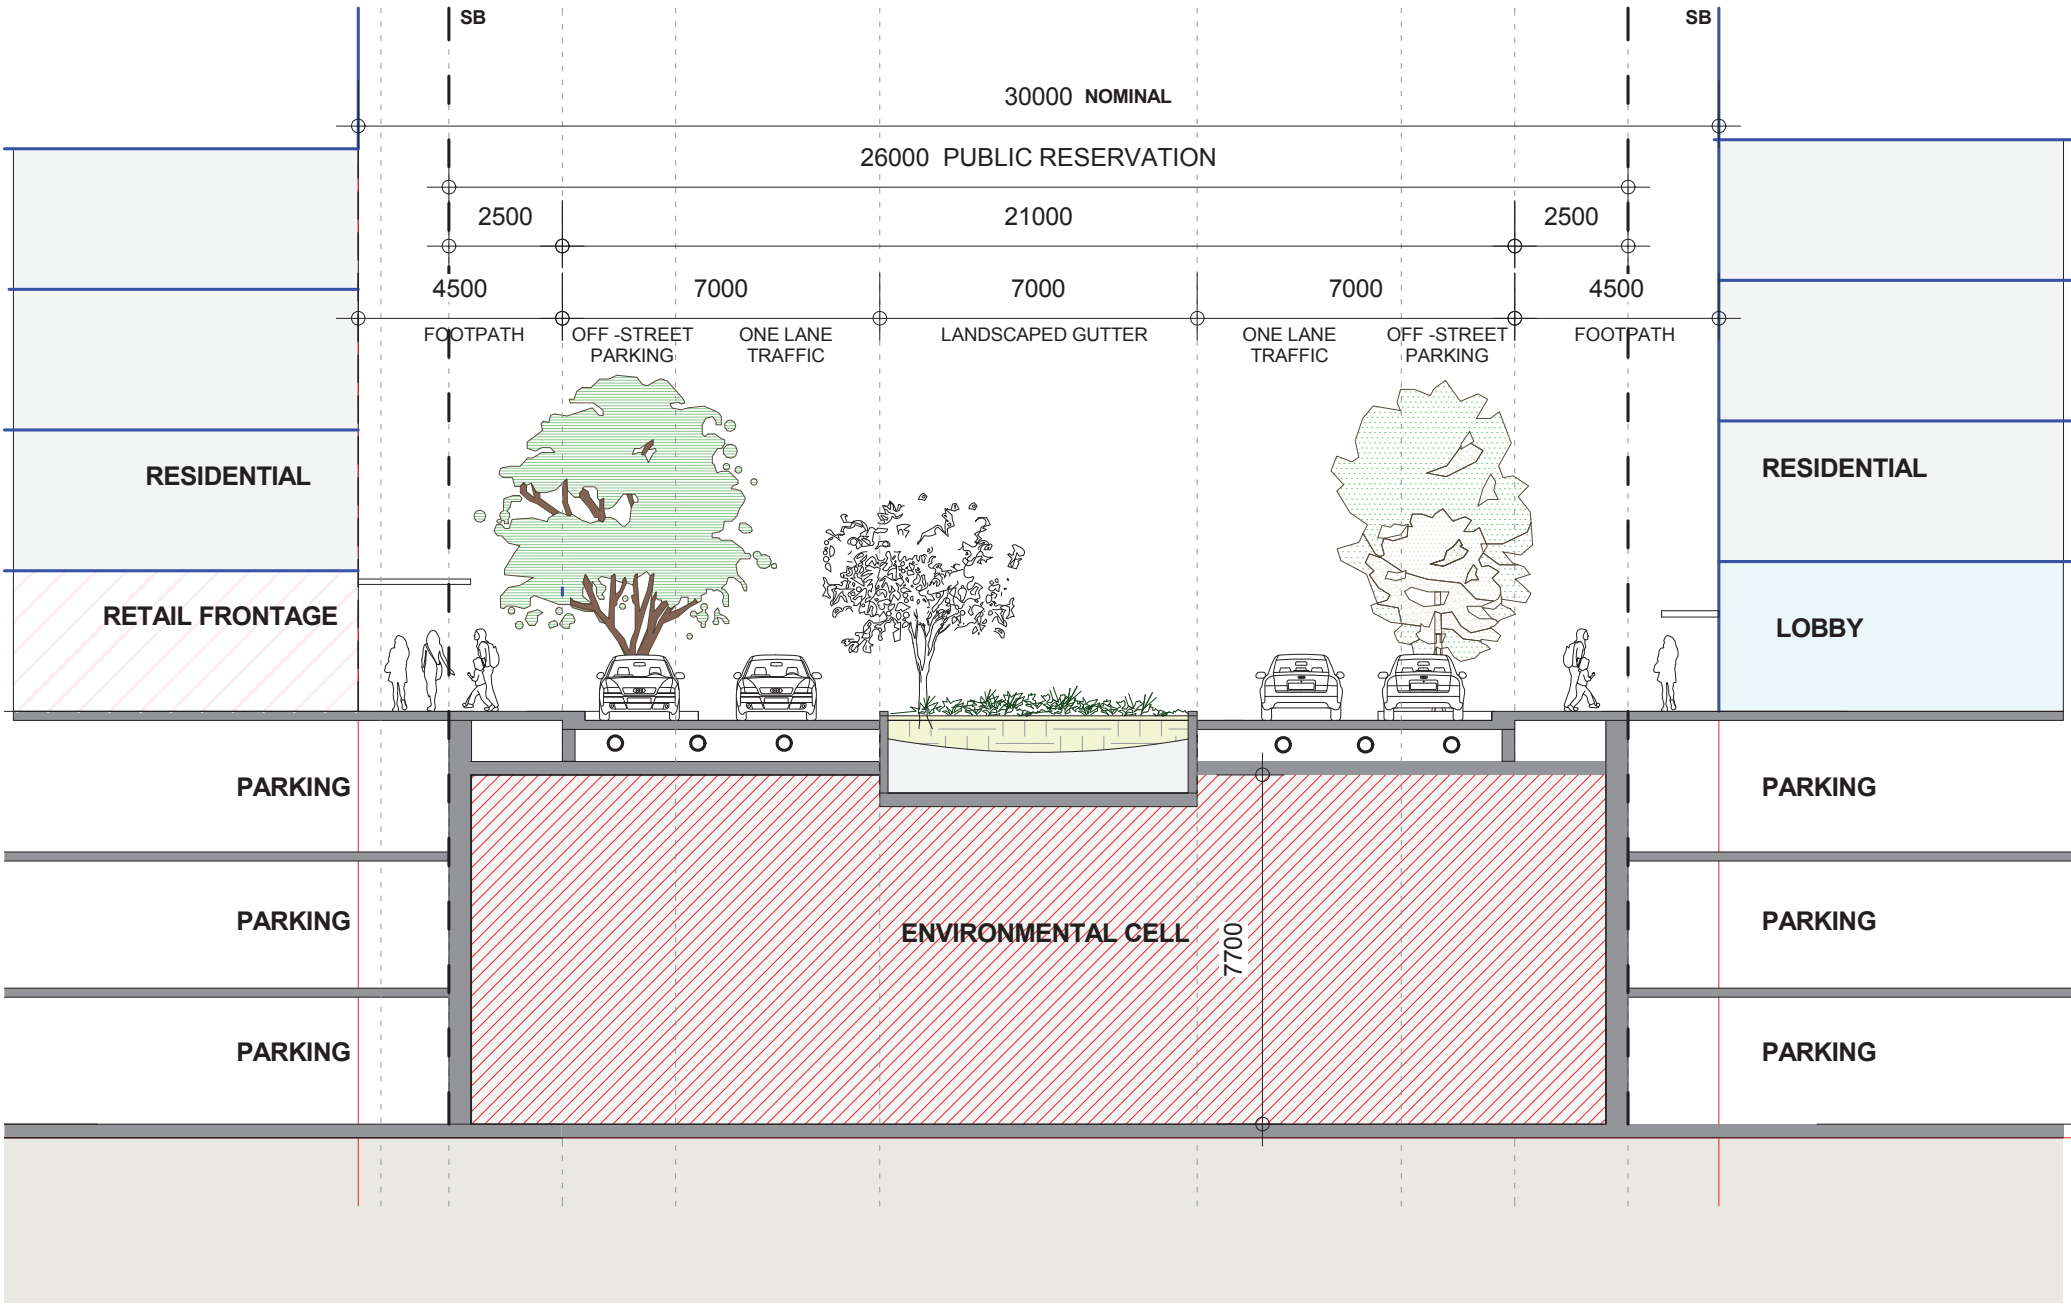 SB
SB
30000 NOMINAL
26000 PUBLIC RESERVATION
2500
21000
2500
4500
7000
7000
7000
4500
FOOTPATH
OFF -STREET
PARKING
ONE LANE
TRAFFIC
LANDSCAPED GUTTER
ONE LANE
TRAFFIC
OFF -STREET
PARKING
FOOTPATH
RESIDENTIAL
RESIDENTIAL
RETAIL FRONTAGE
LOBBY
PARKING
PARKING
PARKING
PARKING
ENVIRONMENTAL CELL
7700
PARKING
PARKING